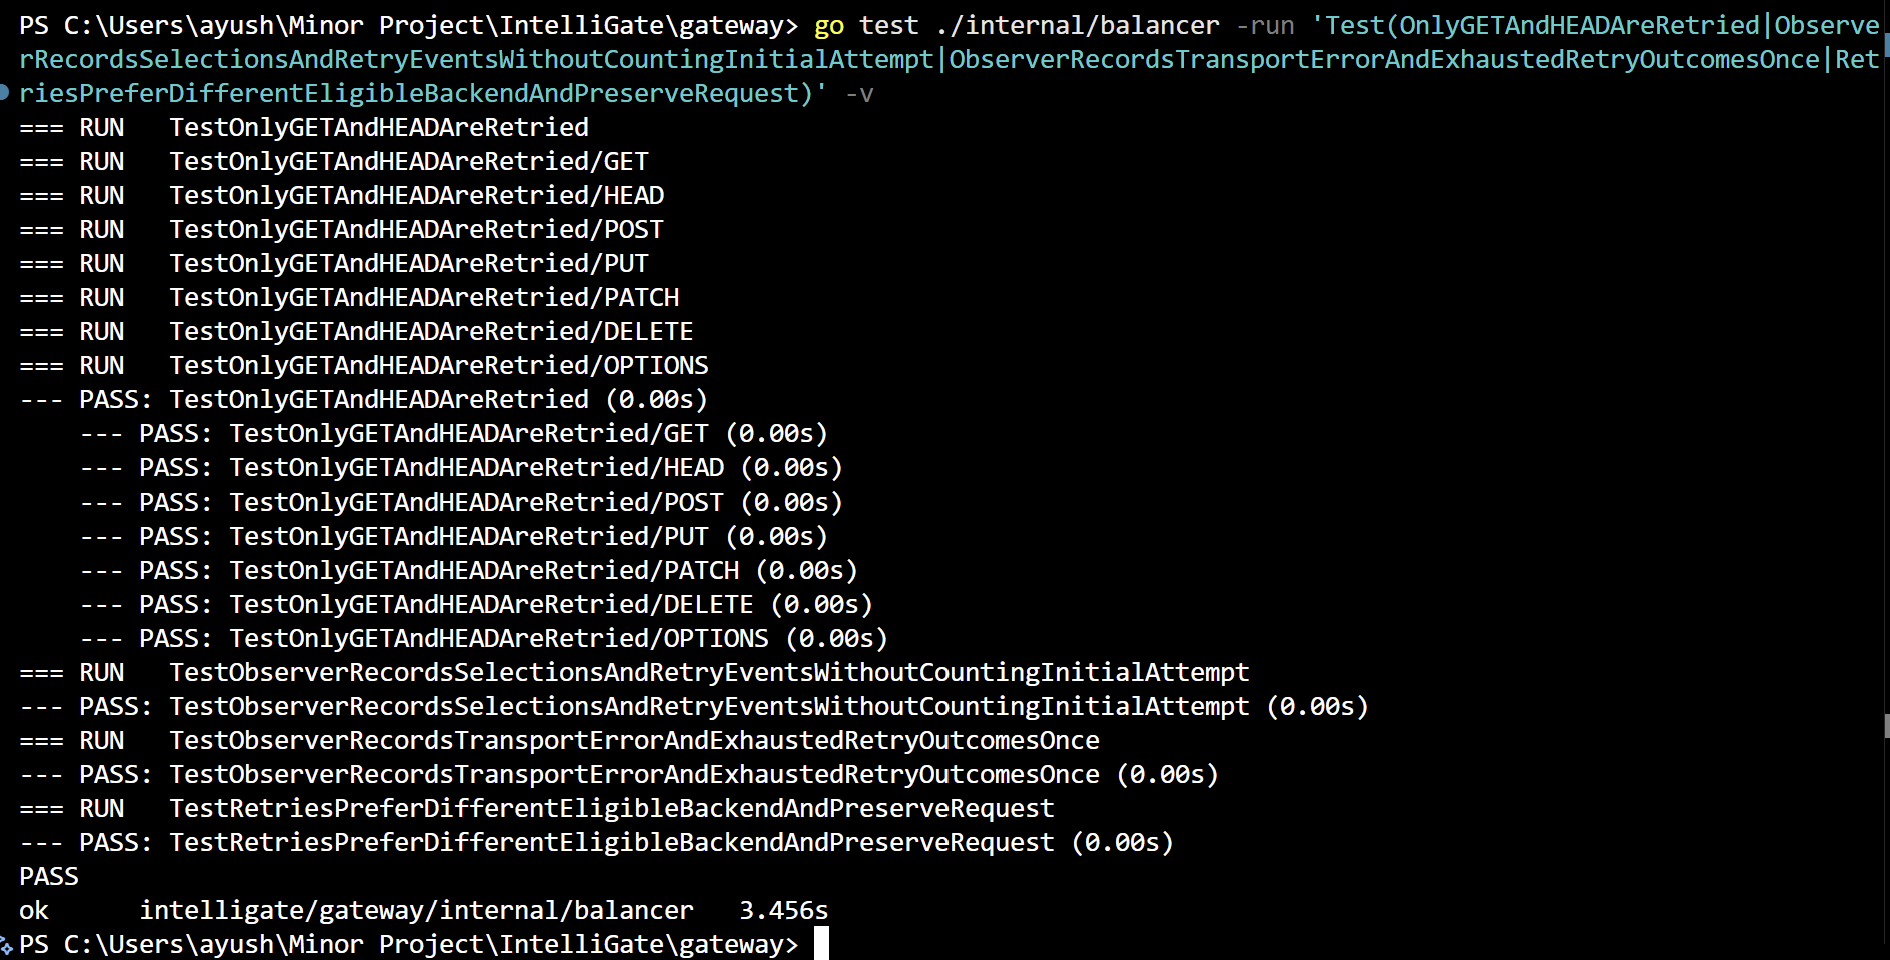 PS C:\Users\ayush\Minor Project\IntelliGate\gateway> go test ./internal/balancer -run 'Test(OnlyGETAndHEADAreRetried|Observe
rRecordsSelectionsAndRetryEventsWithoutCountingInitialAttempt|ObserverRecordsTransportErrorAndExhaustedRetryOutcomesOnce|Ret
riesPreferDifferentEligibleBackendAndPreserveRequest)' -v
=== RUN   TestOnlyGETAndHEADAreRetried
=== RUN   TestOnlyGETAndHEADAreRetried/GET
=== RUN   TestOnlyGETAndHEADAreRetried/HEAD
=== RUN   TestOnlyGETAndHEADAreRetried/POST
=== RUN   TestOnlyGETAndHEADAreRetried/PUT
=== RUN   TestOnlyGETAndHEADAreRetried/PATCH
=== RUN   TestOnlyGETAndHEADAreRetried/DELETE
=== RUN   TestOnlyGETAndHEADAreRetried/OPTIONS
--- PASS: TestOnlyGETAndHEADAreRetried (0.00s)
    --- PASS: TestOnlyGETAndHEADAreRetried/GET (0.00s)
    --- PASS: TestOnlyGETAndHEADAreRetried/HEAD (0.00s)
    --- PASS: TestOnlyGETAndHEADAreRetried/POST (0.00s)
    --- PASS: TestOnlyGETAndHEADAreRetried/PUT (0.00s)
    --- PASS: TestOnlyGETAndHEADAreRetried/PATCH (0.00s)
    --- PASS: TestOnlyGETAndHEADAreRetried/DELETE (0.00s)
    --- PASS: TestOnlyGETAndHEADAreRetried/OPTIONS (0.00s)
=== RUN   TestObserverRecordsSelectionsAndRetryEventsWithoutCountingInitialAttempt
--- PASS: TestObserverRecordsSelectionsAndRetryEventsWithoutCountingInitialAttempt (0.00s)
=== RUN   TestObserverRecordsTransportErrorAndExhaustedRetryOutcomesOnce
--- PASS: TestObserverRecordsTransportErrorAndExhaustedRetryOutcomesOnce (0.00s)
=== RUN   TestRetriesPreferDifferentEligibleBackendAndPreserveRequest
--- PASS: TestRetriesPreferDifferentEligibleBackendAndPreserveRequest (0.00s)
PASS
ok      intelligate/gateway/internal/balancer   3.456s
PS C:\Users\ayush\Minor Project\IntelliGate\gateway>